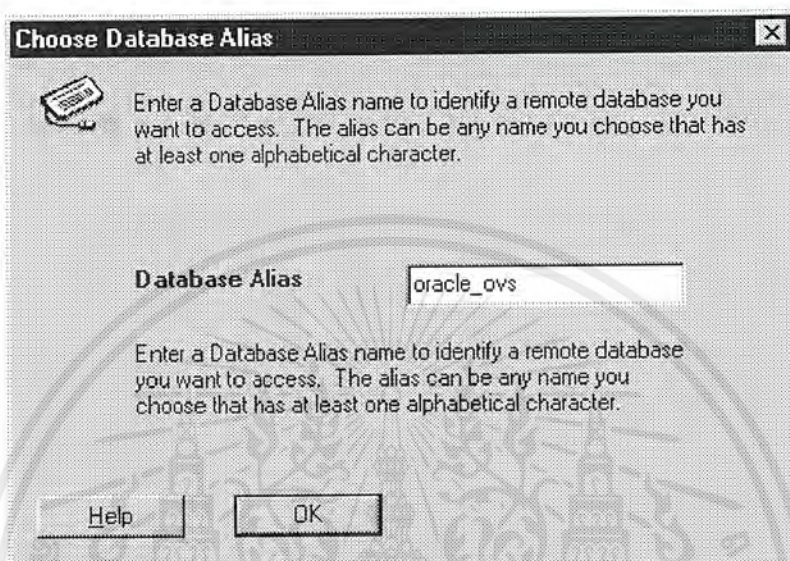 Choose Database Alias
Enter a Database Alias name to identify a remote database you
want to access. The alias can be any name you choose that has
at least one alphabetical character.
Database Alias
oracle_ovs
Enter a Database Alias name to identify a remote database
you want to access. The alias can be any name you
choose that has at least one alphabetical character.
Help
OK